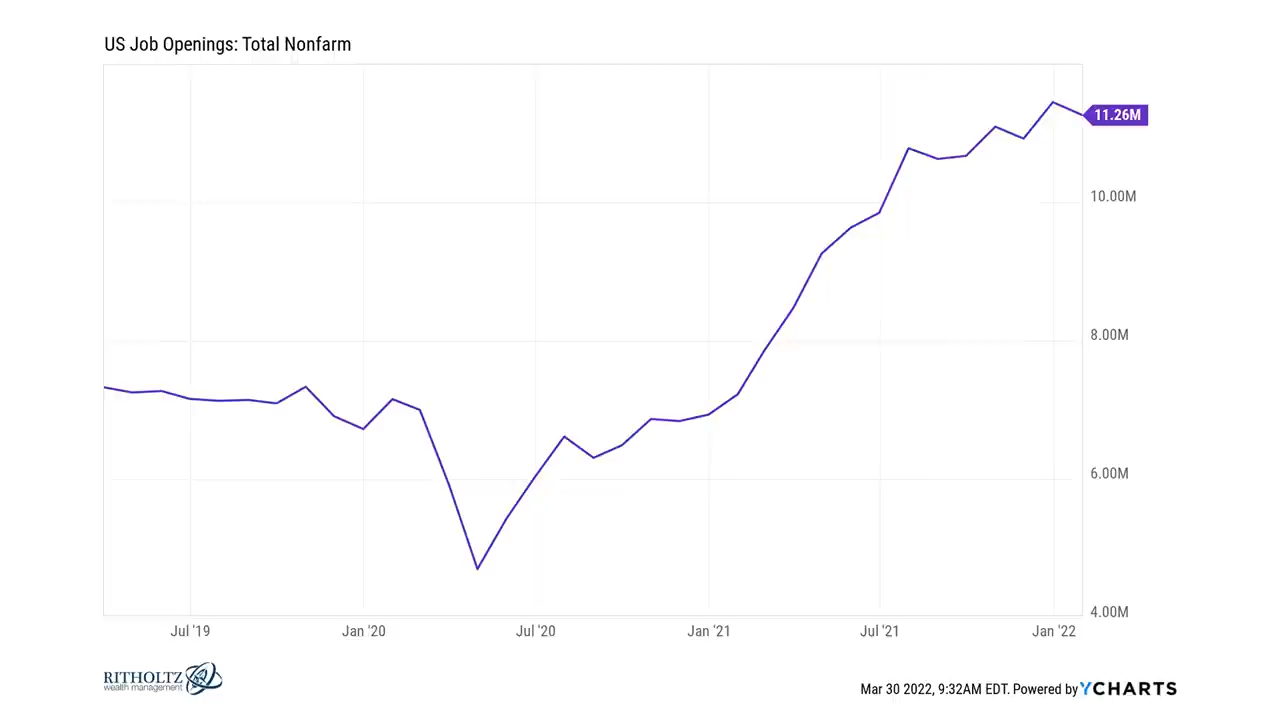 US Job Openings: Total Nonfarm
11.26M
10.00M
8.00M
6.00M
4.00M
Jul '19 Jan '20 Jul '20 Jan '21 Jul '21 Jan '22
RITHOLTZ
wealth management
Mar 30 2022, 9:32AM EDT. Powered by YCHARTS